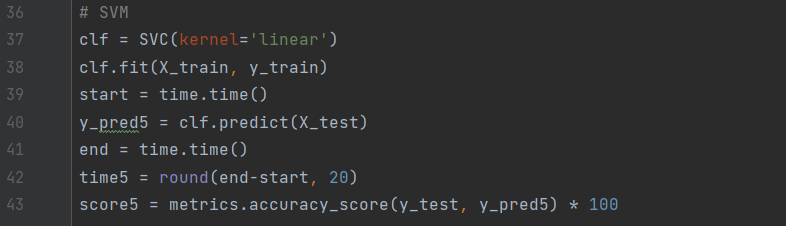 36 # SVM
37 clf = SVC(kernel='linear')
38 clf.fit(X_train, y_train)
39 start = time.time()
40 y_pred5 = clf.predict(X_test)
41 end = time.time()
42 time5 = round(end-start, 20)
43 score5 = metrics.accuracy_score(y_test, y_pred5) * 100